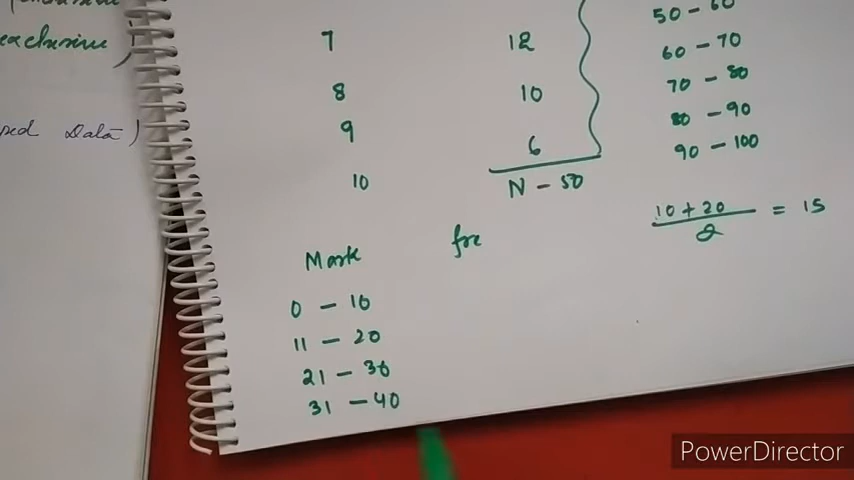 exclusive)
Data)
7 12
8 10
9 6
10 N - 50
50 - 60
60 - 70
70 - 80
80 - 90
90 - 100
10 + 20 = 15
2
Mark fre
0 - 10
11 - 20
21 - 30
31 - 40
PowerDirector